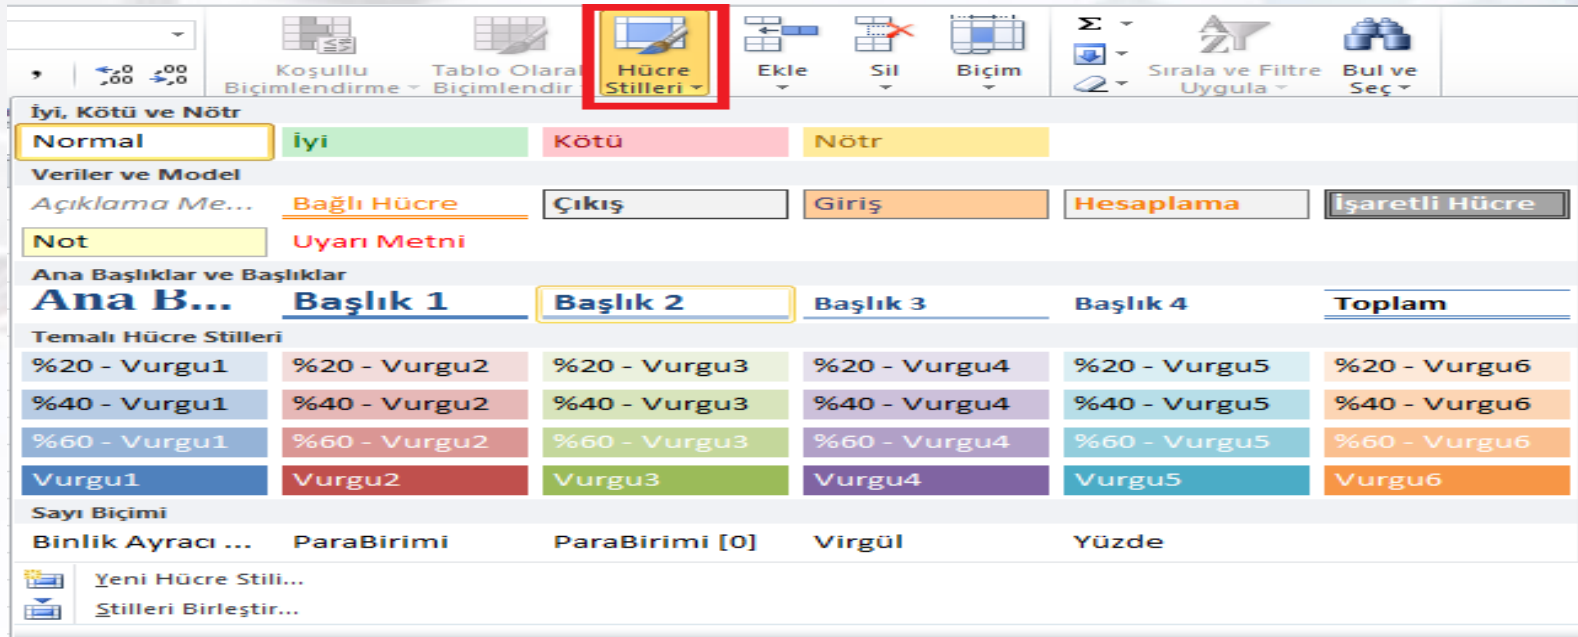 Koşullu Biçimlendirme
Tablo Olarak Biçimlendir
Hücre Stilleri
Ekle
Sil
Biçim
Σ
Sırala ve Filtre Uygula
Bul ve Seç
,00 ,00
İyi, Kötü ve Nötr
Normal İyi Kötü Nötr
Veriler ve Model
Açıklama Me... Bağlı Hücre Çıkış Giriş Hesaplama İşaretli Hücre
Not Uyarı Metni
Ana Başlıklar ve Başlıklar
Ana B... Başlık 1 Başlık 2 Başlık 3 Başlık 4 Toplam
Temalı Hücre Stilleri
%20 - Vurgu1 %20 - Vurgu2 %20 - Vurgu3 %20 - Vurgu4 %20 - Vurgu5 %20 - Vurgu6
%40 - Vurgu1 %40 - Vurgu2 %40 - Vurgu3 %40 - Vurgu4 %40 - Vurgu5 %40 - Vurgu6
%60 - Vurgu1 %60 - Vurgu2 %60 - Vurgu3 %60 - Vurgu4 %60 - Vurgu5 %60 - Vurgu6
Vurgu1 Vurgu2 Vurgu3 Vurgu4 Vurgu5 Vurgu6
Sayı Biçimi
Binlik Ayracı ... ParaBirimi ParaBirimi [0] Virgül Yüzde
Yeni Hücre Stili...
Stilleri Birleştir...